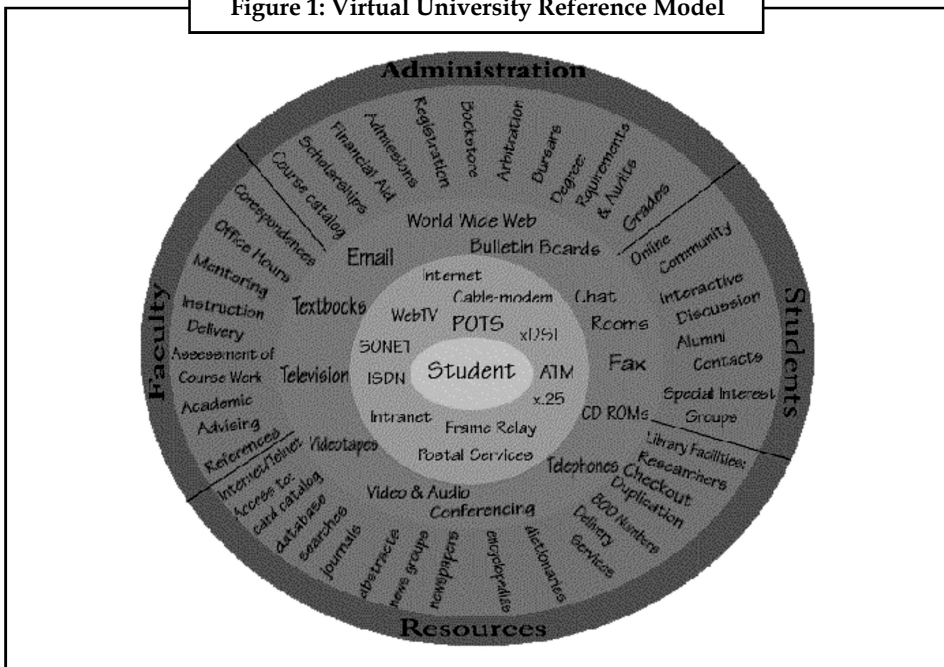 Figure 1: Virtual University Reference Model
Administration
Course catalog
Scholarships
Financial Aid
Admissions
Registration
Bookstore
Arbitration
Bursars
Degree:
Rquirements
& Audits
Grades
Faculty
Corespondences
Office Hours
Mentoring
Instruction
Delivery
Assessment of
Course Work
Academic
Advising
References
Students
Online
Community
Interactive
Discussion
Alumni
Contacts
Special Interest
Groups
Resources
Internet/Telnet
Access to:
card catalog
database
searches
journals
abstracts
news groups
newspapers
encyclopedias
dictionaries
Delivery
Services
800 Numbers
Duplication
Checkout
Researchers
Library Facilities:
World Wide Web
Bulletin Boards
Email
Chat
Rooms
Textbooks
Fax
Television
CD ROMs
Videotapes
Telephones
Video & Audio
Conferencing
Internet
Cable-modem
WebTV
POTS
xDSl
SONET
Student
ATM
ISDN
x.25
Intranet
Frame Relay
Postal Services